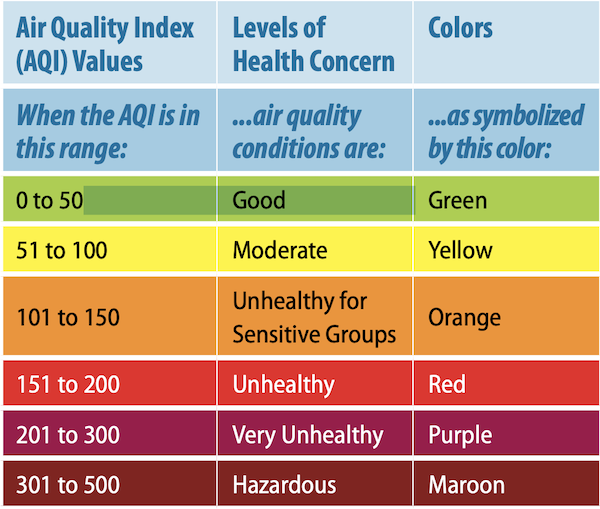 Air Quality Index Levels of Colors
(AQI) Values Health Concern
When the AQI is in ...air quality ...as symbolized
this range: conditions are: by this color:
0 to 50 Good Green
51 to 100 Moderate Yellow
101 to 150 Unhealthy for Orange
Sensitive Groups
151 to 200 Unhealthy Red
201 to 300 Very Unhealthy Purple
301 to 500 Hazardous Maroon